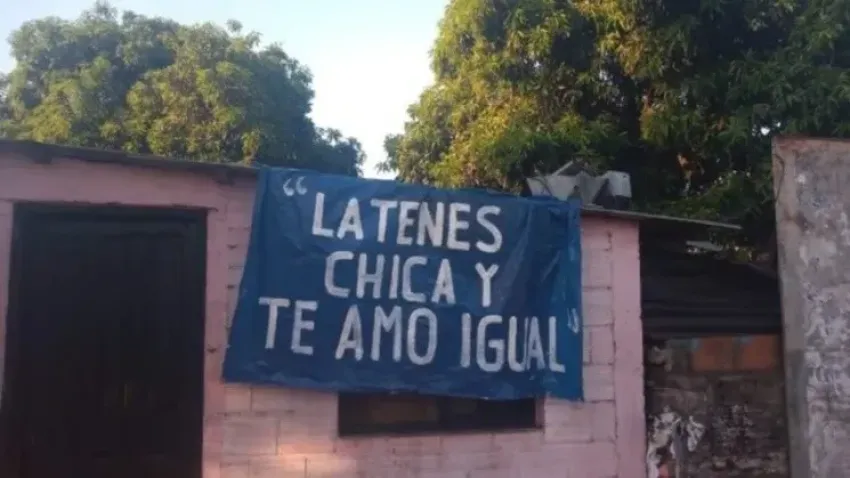 “LA TENES
CHICA Y
TE AMO IGUAL”